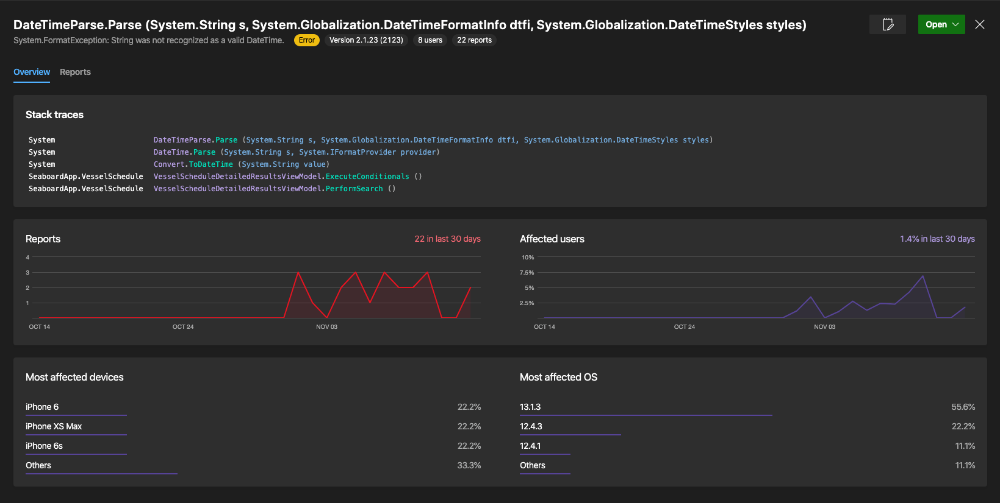 DateTimeParse.Parse (System.String s, System.Globalization.DateTimeFormatInfo dtfi, System.Globalization.DateTimeStyles styles)
Open
System.FormatException: String was not recognized as a valid DateTime. Error Version 2.1.23 (2123) 8 users 22 reports
Overview Reports
Stack traces
System DateTimeParse.Parse (System.String s, System.Globalization.DateTimeFormatInfo dtfi, System.Globalization.DateTimeStyles styles)
System DateTime.Parse (System.String s, System.IFormatProvider provider)
System Convert.ToDateTime (System.String value)
SeaboardApp.VesselSchedule VesselScheduleDetailedResultsViewModel.ExecuteConditionals ()
SeaboardApp.VesselSchedule VesselScheduleDetailedResultsViewModel.PerformSearch ()
Reports 22 in last 30 days
4
3
2
1
OCT 14 OCT 24 NOV 03
Affected users 1.4% in last 30 days
10%
7.5%
5%
2.5%
OCT 14 OCT 24 NOV 03
Most affected devices
iPhone 6 22.2%
iPhone XS Max 22.2%
iPhone 6s 22.2%
Others 33.3%
Most affected OS
13.1.3 55.6%
12.4.3 22.2%
12.4.1 11.1%
Others 11.1%